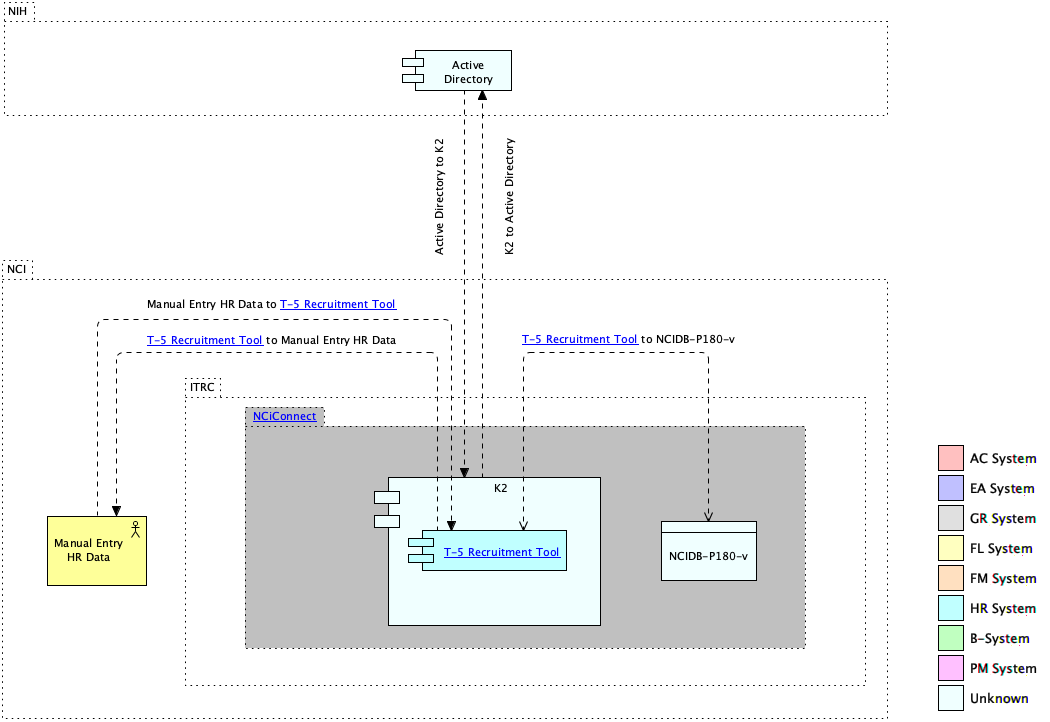 NIH
Active
Directory
Active Directory to K2
K2 to Active Directory
NCI
Manual Entry HR Data to T-5 Recruitment Tool
T-5 Recruitment Tool to Manual Entry HR Data
T-5 Recruitment Tool to NCIDB-P180-v
ITRC
NCiConnect
K2
T-5 Recruitment Tool
Manual Entry
HR Data
NCIDB-P180-v
AC System
EA System
GR System
FL System
FM System
HR System
B-System
PM System
Unknown